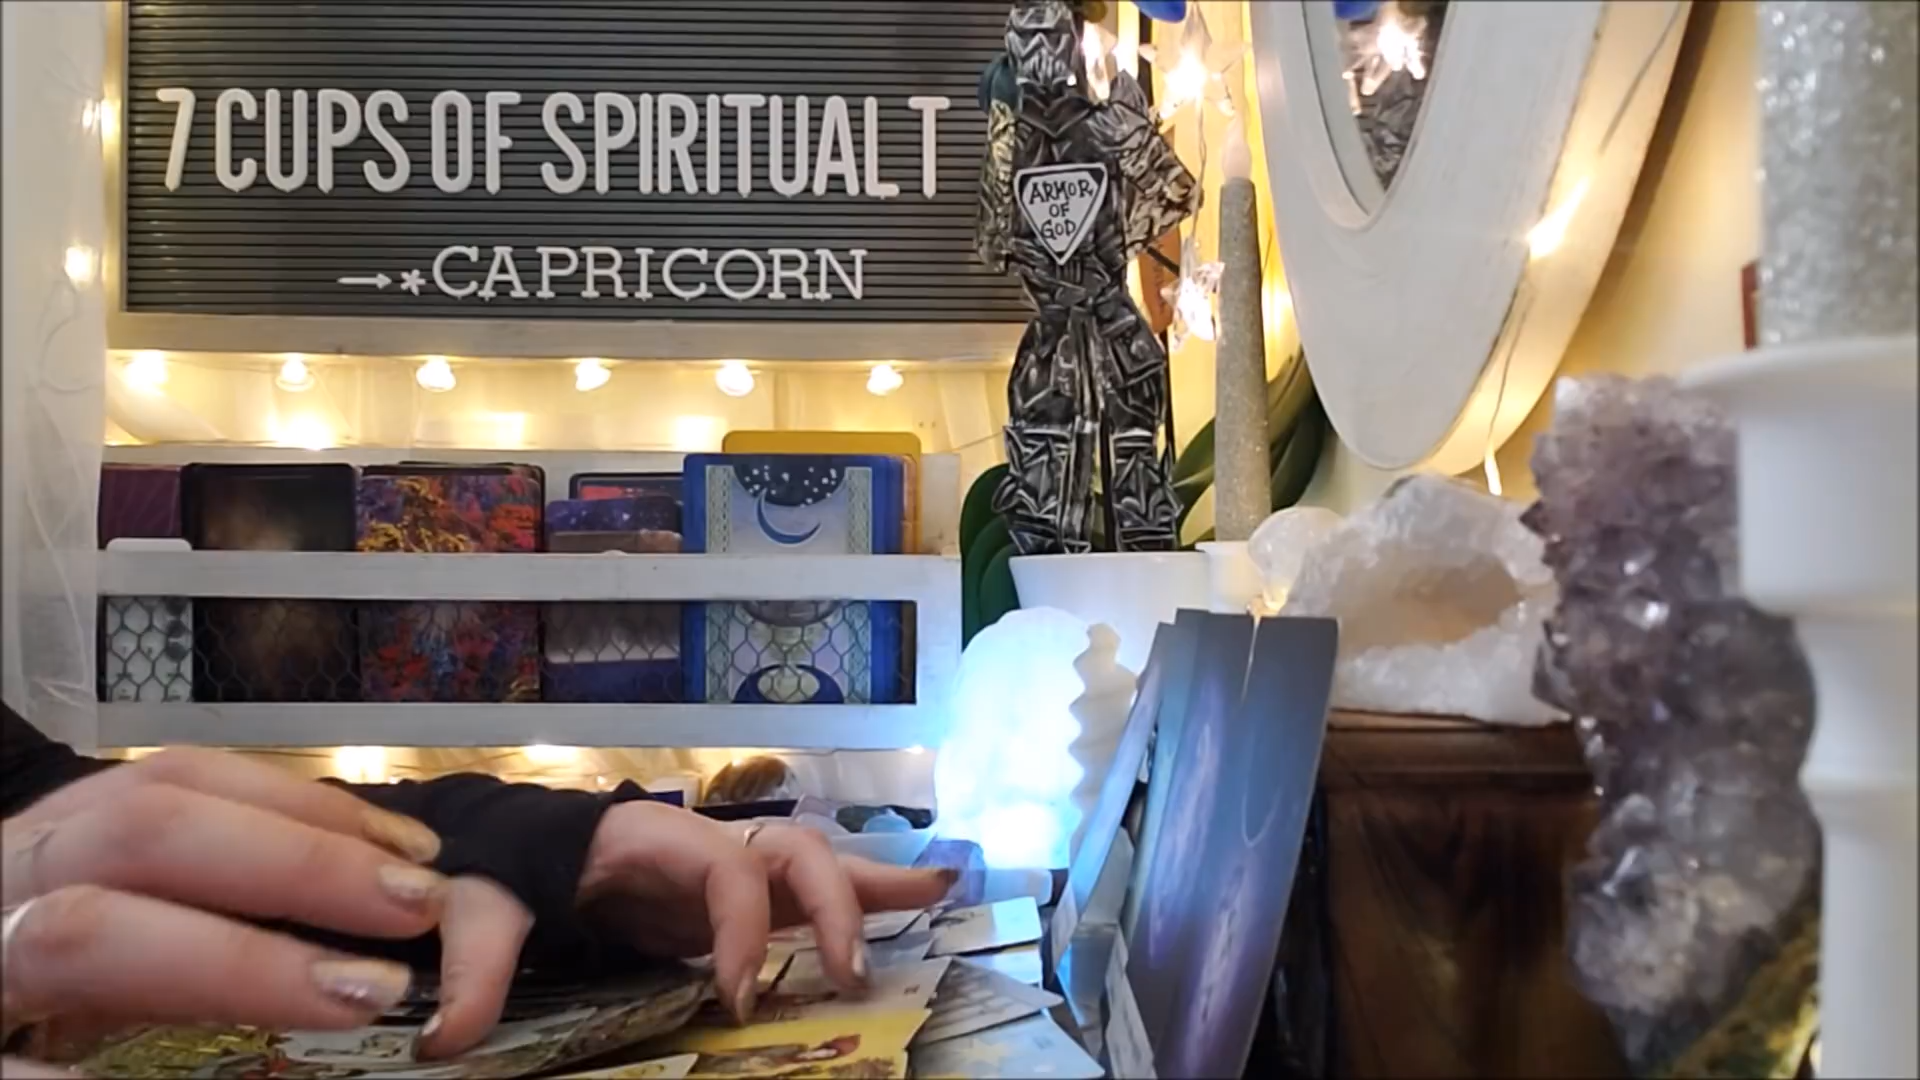 7 CUPS OF SPIRITUAL T
→*CAPRICORN
ARMOR
OF
GOD